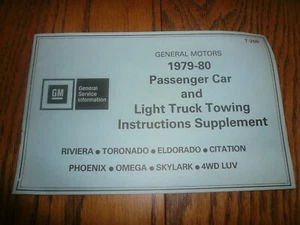 GENERAL MOTORS
1979-80
Passenger Car
and
Light Truck Towing
Instructions Supplement
GM
General
Service
Information
RIVIERA • TORONADO • ELDORADO • CITATION
PHOENIX • OMEGA • SKYLARK • 4WD LUV